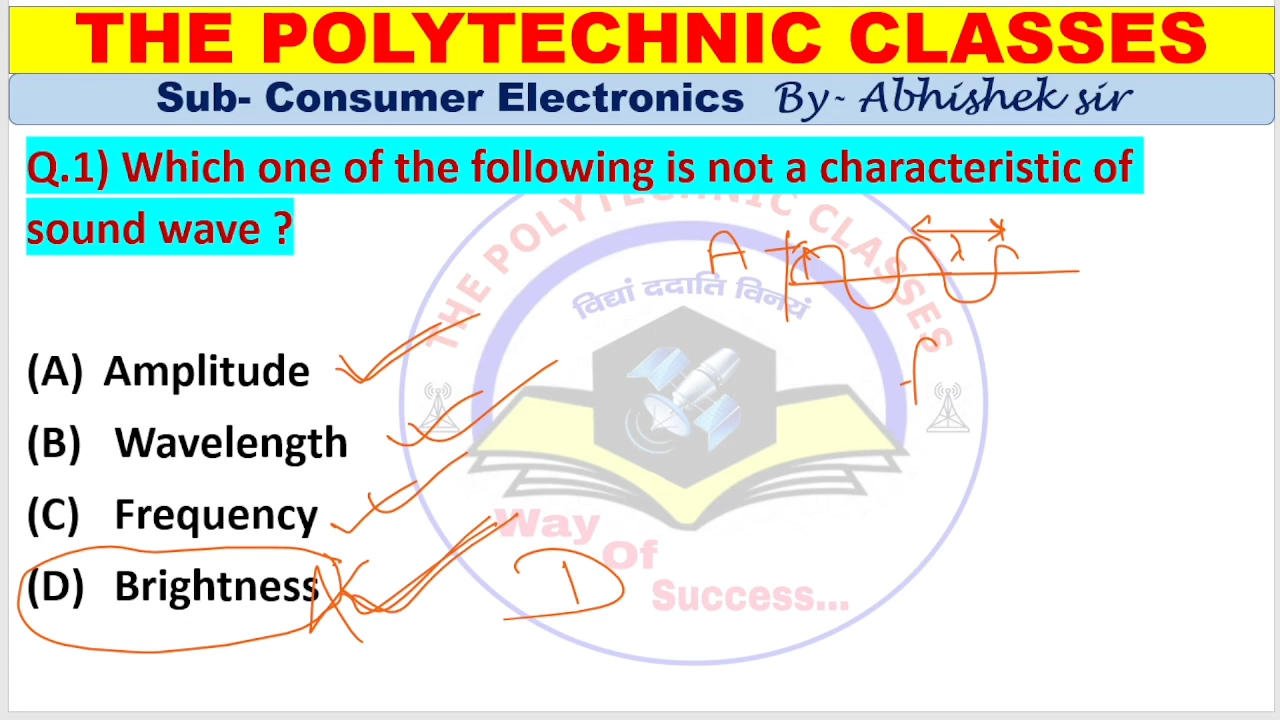 THE POLYTECHNIC CLASSES
Sub- Consumer Electronics By- Abhishek sir
Q.1) Which one of the following is not a characteristic of
sound wave ?
THE POLYTECHNIC CLASSES
विद्यां ददाति विनयं
A
λ
f
(A) Amplitude
(B) Wavelength
(C) Frequency
(D) Brightness
D
Way
Of
Success...